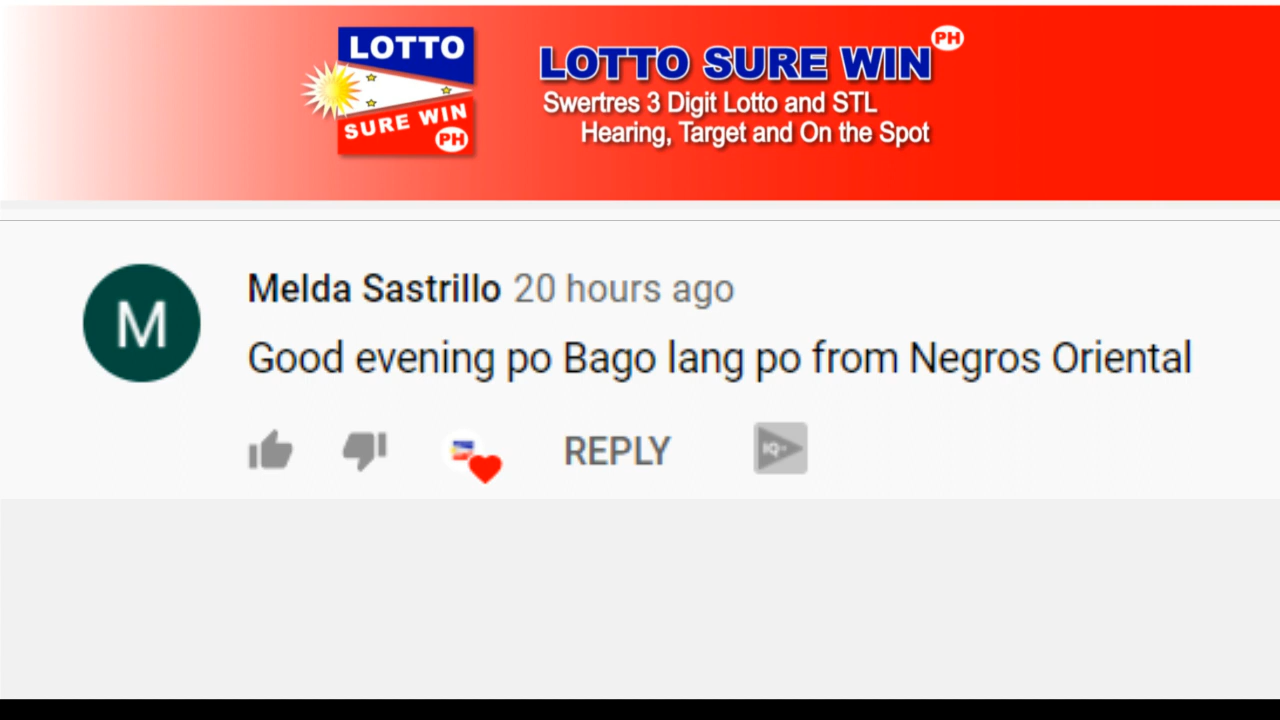 LOTTO
SURE WIN
PH
LOTTO SURE WIN PH
Swertres 3 Digit Lotto and STL
Hearing, Target and On the Spot
Melda Sastrillo 20 hours ago
M
Good evening po Bago lang po from Negros Oriental
REPLY
IQ